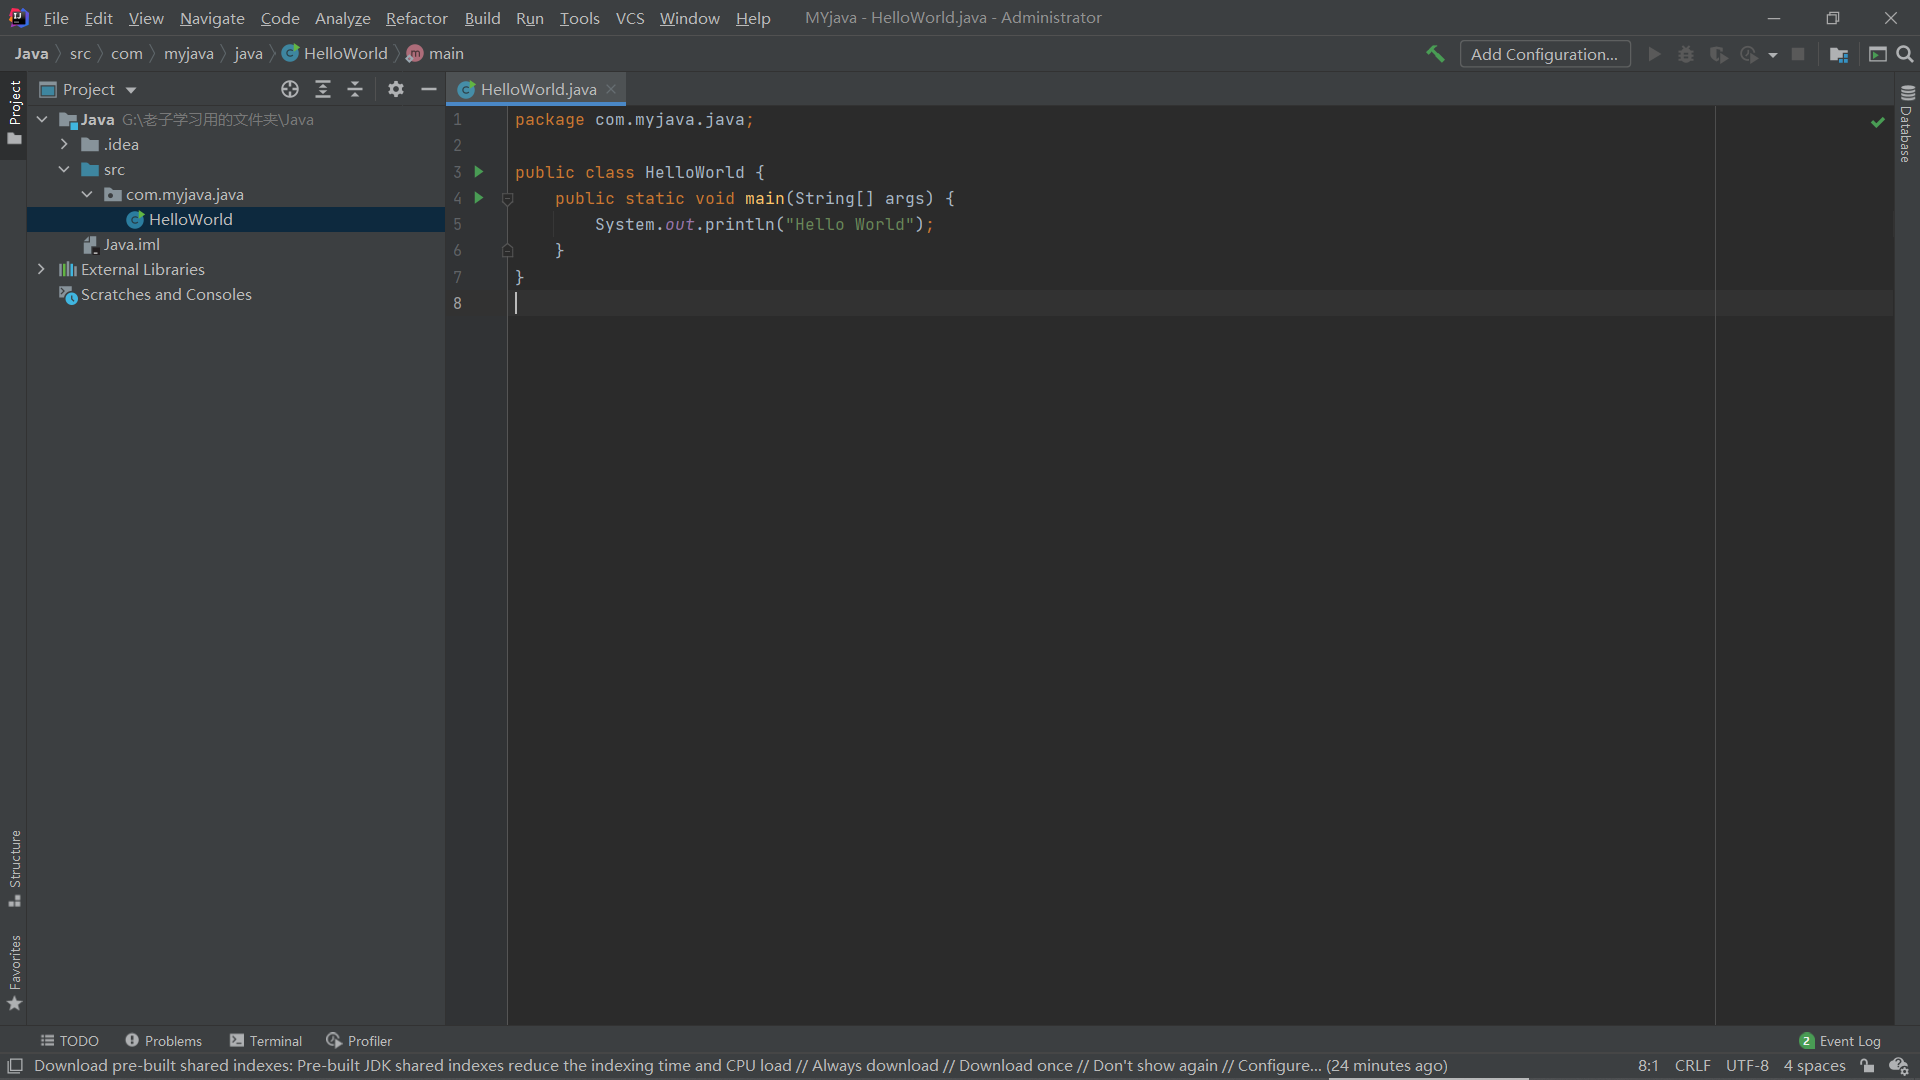 File Edit View Navigate Code Analyze Refactor Build Run Tools VCS Window Help MYjava - HelloWorld.java - Administrator
Java src com myjava java HelloWorld main Add Configuration...
Project
Project
HelloWorld.java
Java G:\老子学习用的文件夹\Java
.idea
src
com.myjava.java
HelloWorld
Java.iml
External Libraries
Scratches and Consoles
1 package com.myjava.java;
2
3 public class HelloWorld {
4 public static void main(String[] args) {
5 System.out.println("Hello World");
6 }
7 }
8
Database
Structure
Favorites
TODO Problems Terminal Profiler 2 Event Log
Download pre-built shared indexes: Pre-built JDK shared indexes reduce the indexing time and CPU load // Always download // Download once // Don't show again // Configure... (24 minutes ago) 8:1 CRLF UTF-8 4 spaces